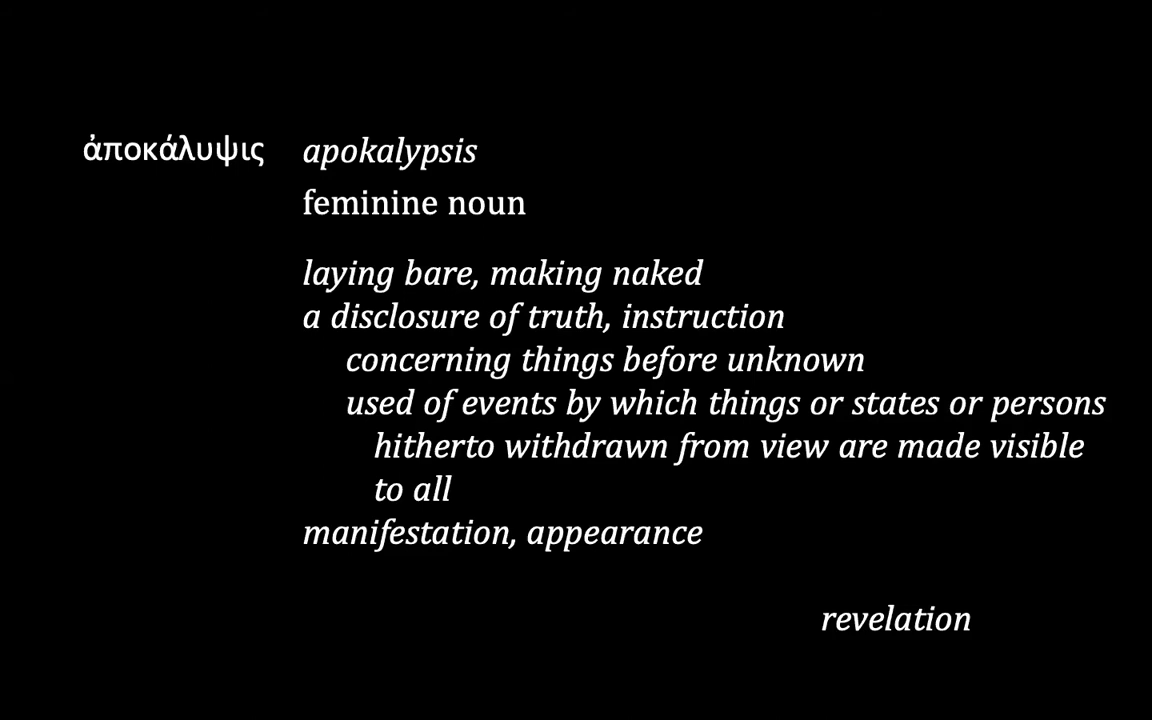 ἀποκάλυψις apokalypsis
feminine noun
laying bare, making naked
a disclosure of truth, instruction
concerning things before unknown
used of events by which things or states or persons
hitherto withdrawn from view are made visible
to all
manifestation, appearance
revelation